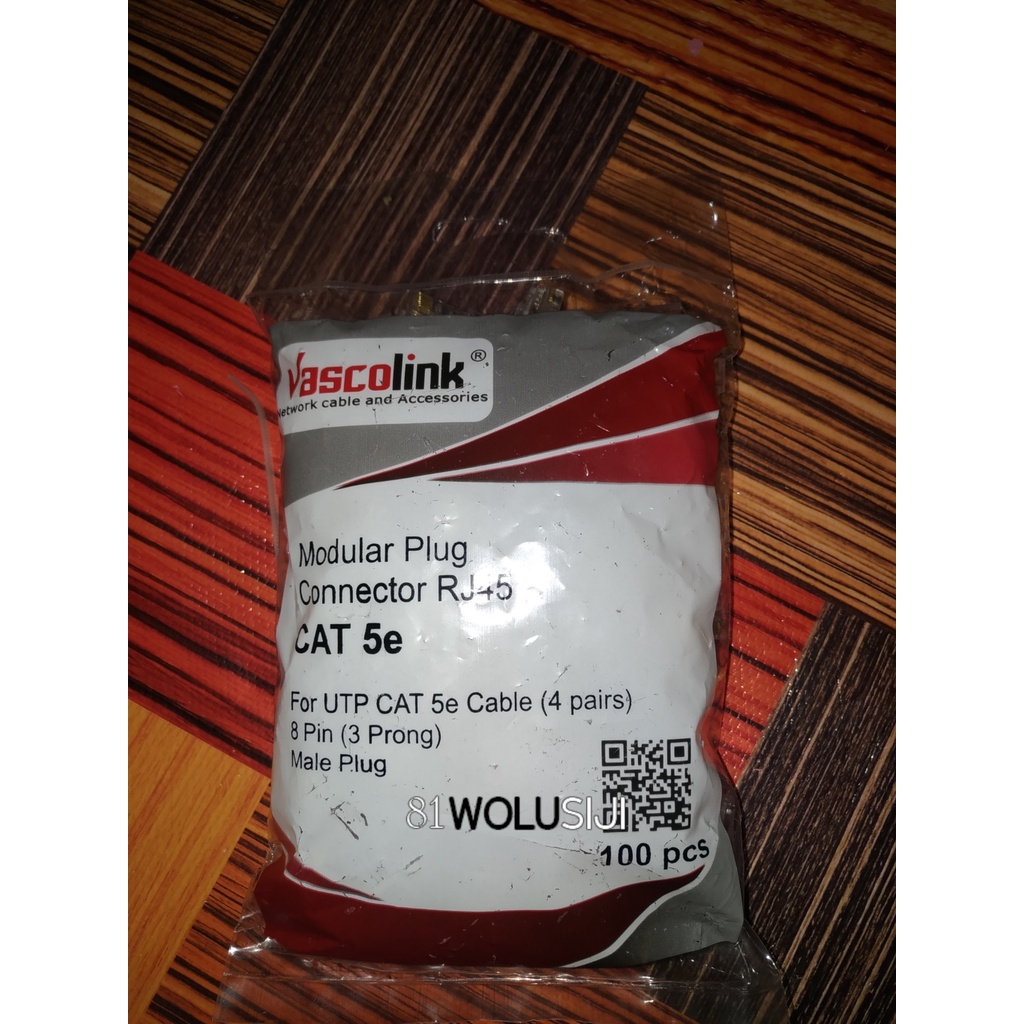 Vascolink®
Network cable and Accessories
Modular Plug
Connector RJ45
CAT 5e
For UTP CAT 5e Cable (4 pairs)
8 Pin (3 Prong)
Male Plug
81WOLUSIJI
100 pcs